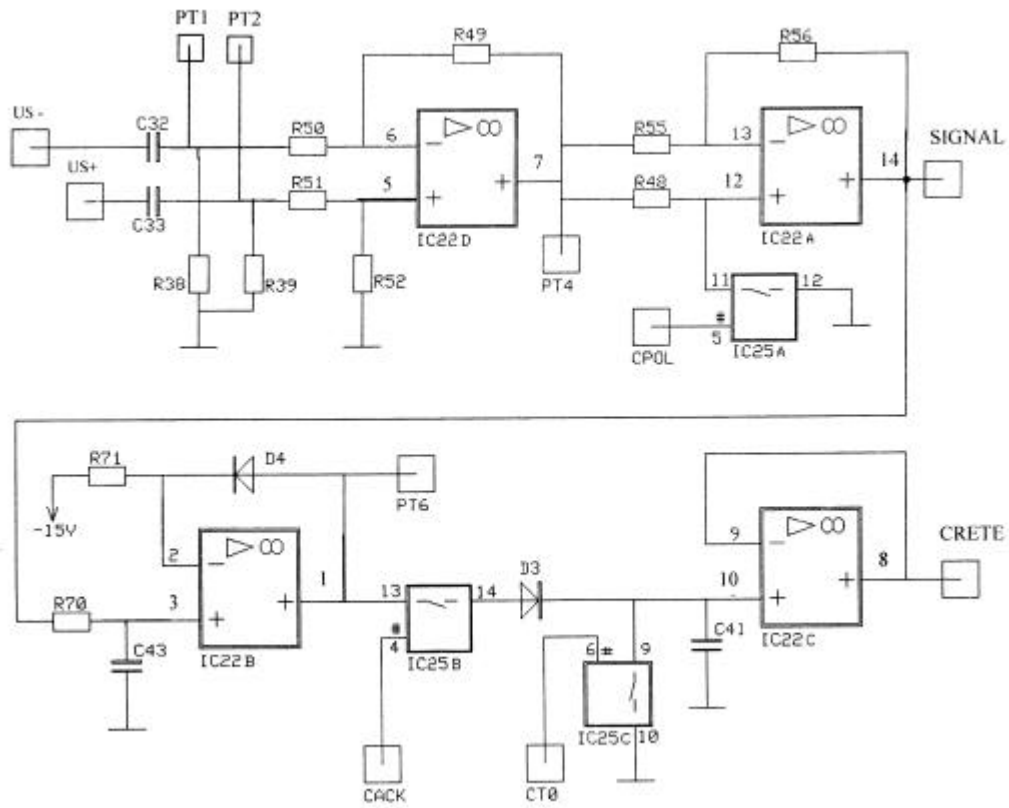 PT1 PT2
R49
R56
US -
C32
R50
6
▷ ∞
R55
13
▷ ∞
SIGNAL
US+
7
14
C33
R51
5
R48
12
IC22D
IC22A
R38
R39
R52
PT4
11
12
#
5
CPOL
IC25A
R71
D4
PT6
-15V
▷ ∞
▷ ∞
2
9
CRETE
1
8
D3
R70
3
13
14
10
C43
#
4
C41
IC22B
IC25B
6 #
9
IC22C
IC25C
10
CACK
CT0